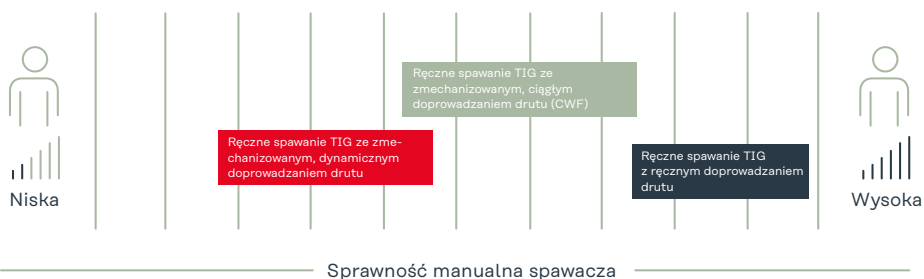 Ręczne spawanie TIG ze
zmechanizowanym, ciągłym
doprowadzaniem drutu (CWF)
Ręczne spawanie TIG ze zme-
chanizowanym, dynamicznym
doprowadzaniem drutu
Ręczne spawanie TIG
z ręcznym doprowadzaniem
drutu
Niska
Wysoka
Sprawność manualna spawacza